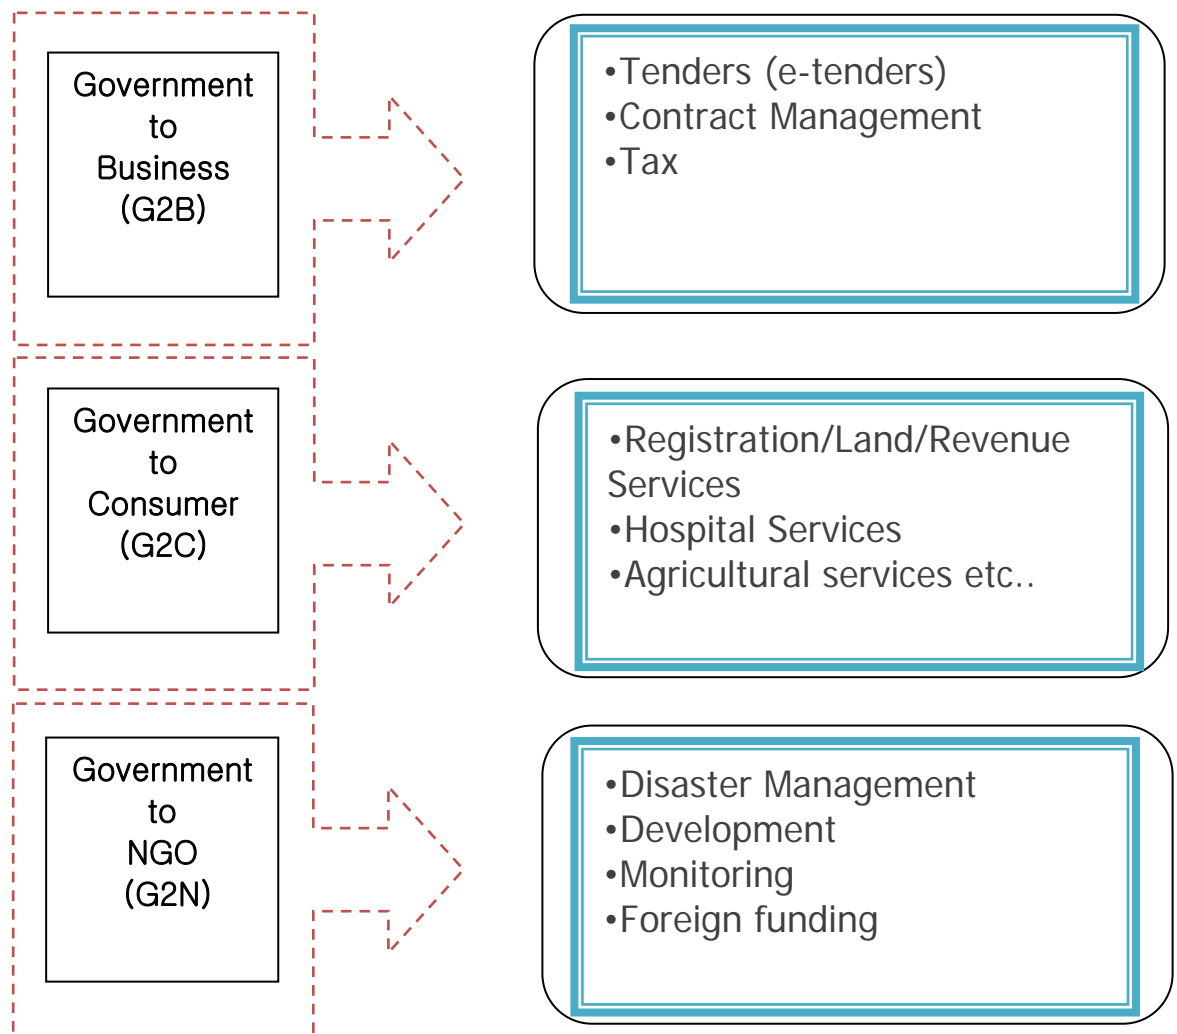 Government
to
Business
(G2B)
•Tenders (e-tenders)
•Contract Management
•Tax
Government
to
Consumer
(G2C)
•Registration/Land/Revenue
Services
•Hospital Services
•Agricultural services etc..
Government
to
NGO
(G2N)
•Disaster Management
•Development
•Monitoring
•Foreign funding